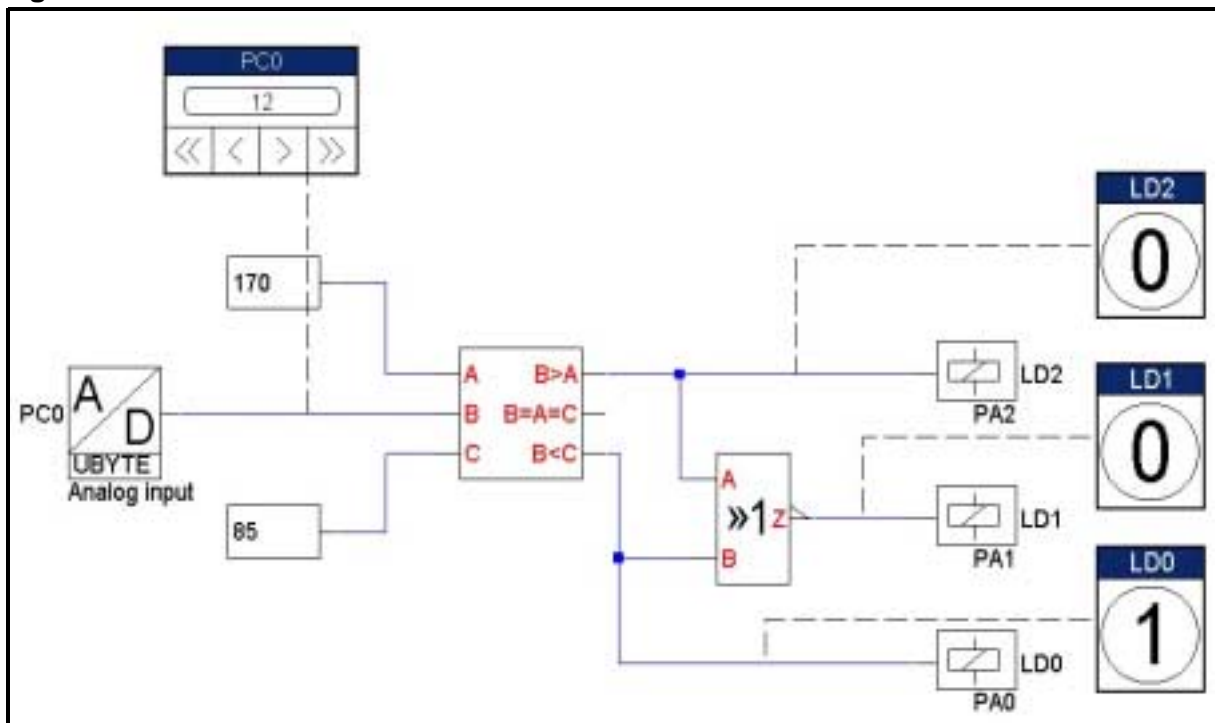 PC0
12
170
PC0
A
D
UBYTE
Analog input
85
A B>A
B B=A=C
C B<C
A
»1 Z
B
LD2
PA2
LD1
PA1
LD0
PA0
LD2
0
LD1
0
LD0
1